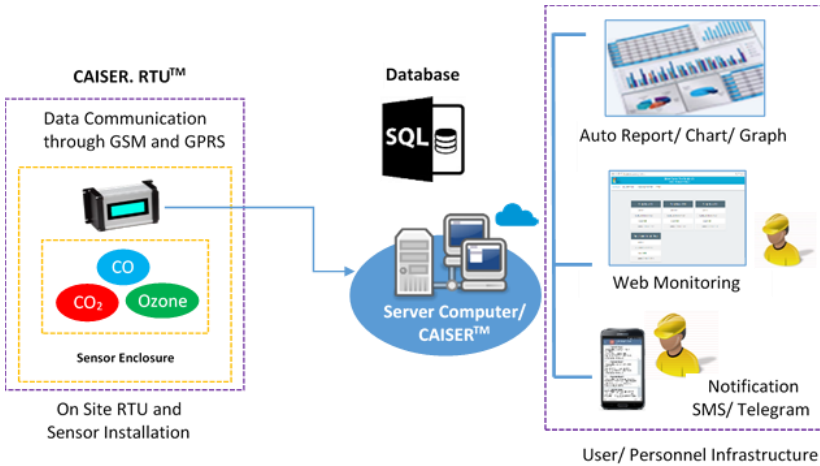 CAISER. RTU™
Data Communication
through GSM and GPRS
CO
CO₂
Ozone
Sensor Enclosure
On Site RTU and
Sensor Installation
Database
SQL
Server Computer/
CAISER™
Auto Report/ Chart/ Graph
Web Monitoring
Notification
SMS/ Telegram
User/ Personnel Infrastructure